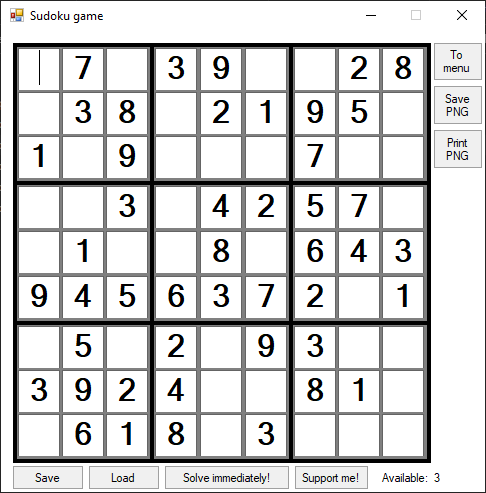 Sudoku game
7 3 9 2 8
3 8 2 1 9 5
1 9 7
3 4 2 5 7
1 8 6 4 3
9 4 5 6 3 7 2 1
5 2 9 3
3 9 2 4 8 1
6 1 8 3
To
menu
Save
PNG
Print
PNG
Save Load Solve immediately! Support me! Available: 3